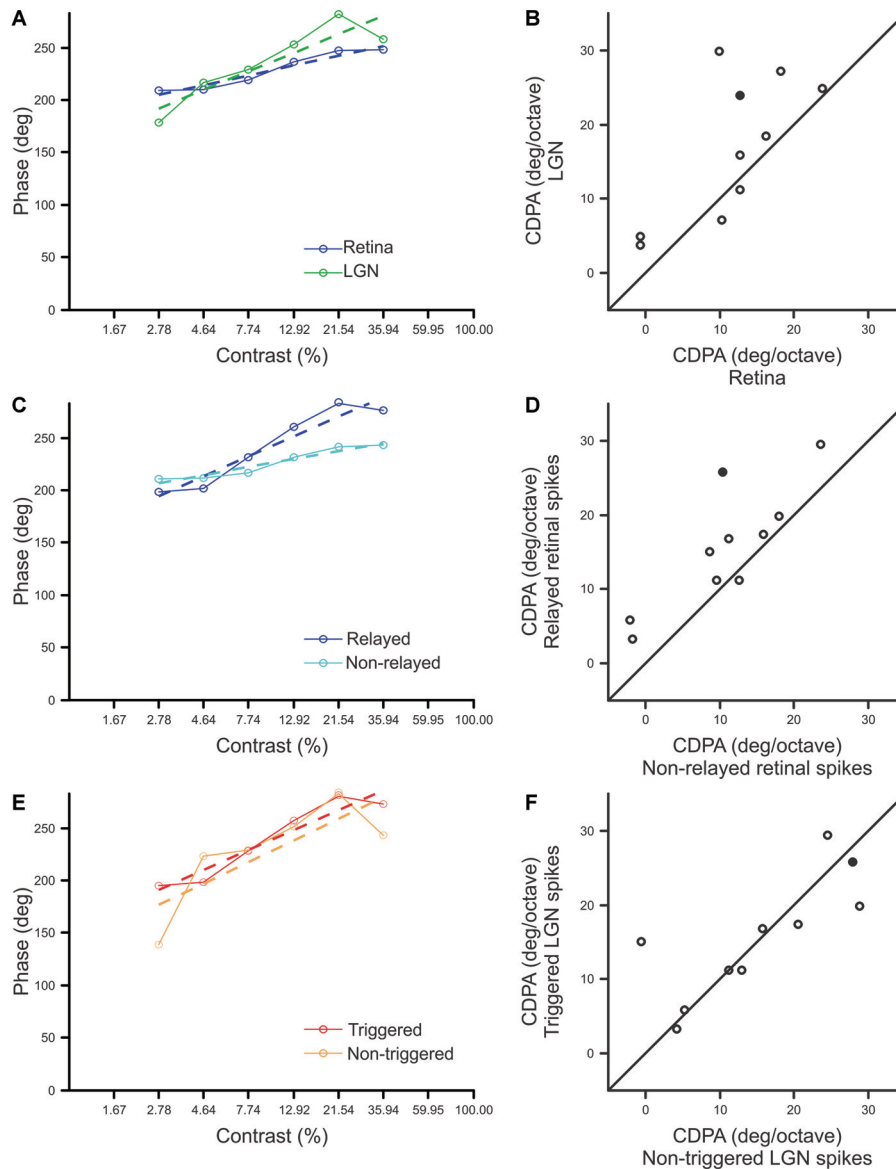 A
Phase (deg)
250
200
150
100
50
0
Retina
LGN
1.67 2.78 4.64 7.74 12.92 21.54 35.94 59.95 100.00
Contrast (%)
B
CDPA (deg/octave)
LGN
30
20
10
0
0 10 20 30
CDPA (deg/octave)
Retina
C
Phase (deg)
250
200
150
100
50
0
Relayed
Non-relayed
1.67 2.78 4.64 7.74 12.92 21.54 35.94 59.95 100.00
Contrast (%)
D
CDPA (deg/octave)
Relayed retinal spikes
30
20
10
0
0 10 20 30
CDPA (deg/octave)
Non-relayed retinal spikes
E
Phase (deg)
250
200
150
100
50
0
Triggered
Non-triggered
1.67 2.78 4.64 7.74 12.92 21.54 35.94 59.95 100.00
Contrast (%)
F
CDPA (deg/octave)
Triggered LGN spikes
30
20
10
0
0 10 20 30
CDPA (deg/octave)
Non-triggered LGN spikes